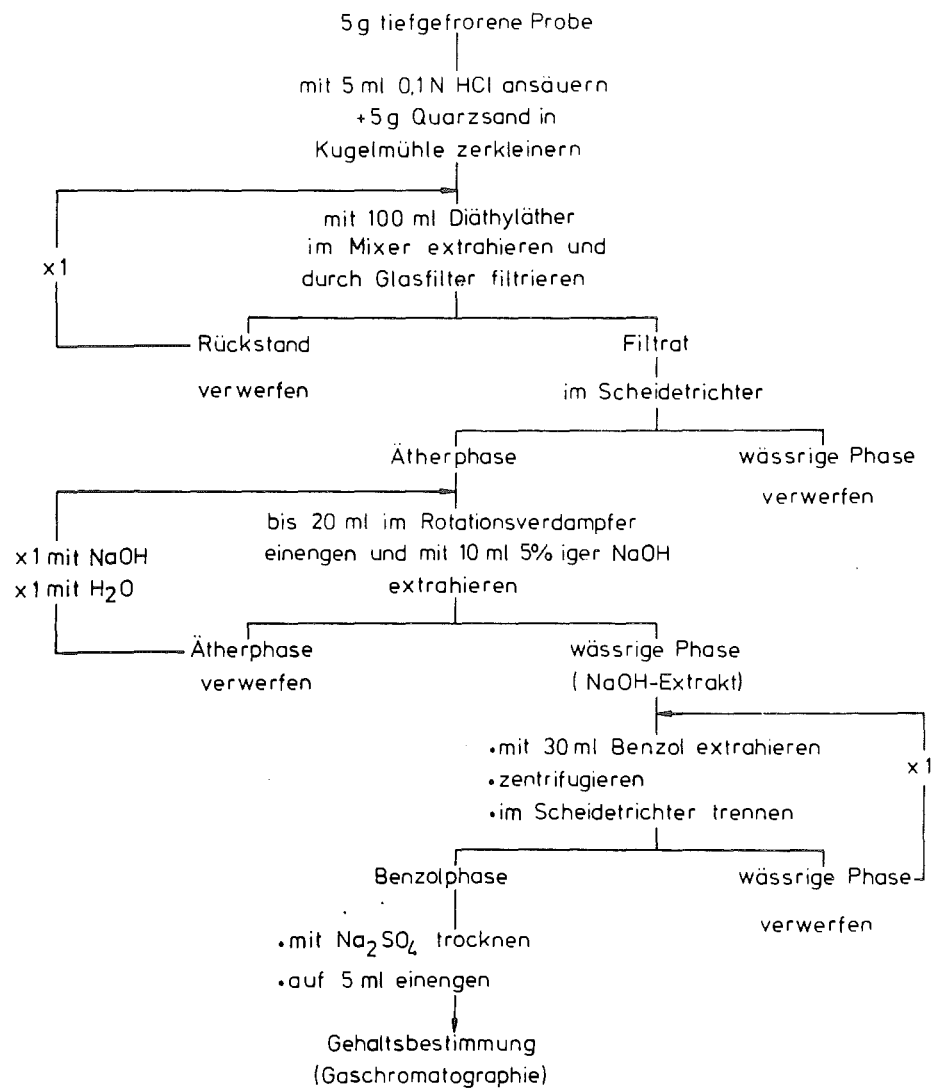 5g tiefgefrorene Probe
mit 5 ml 0,1 N HCl ansäuern
+5g Quarzsand in
Kugelmühle zerkleinern
mit 100 ml Diäthyläther
im Mixer extrahieren und
durch Glasfilter filtrieren
x1
Rückstand
verwerfen
Filtrat
im Scheidetrichter
Ätherphase
wässrige Phase
verwerfen
bis 20 ml im Rotationsverdampfer
einengen und mit 10 ml 5% iger NaOH
extrahieren
x1 mit NaOH
x1 mit H₂O
Ätherphase
verwerfen
wässrige Phase
(NaOH-Extrakt)
•mit 30 ml Benzol extrahieren
•zentrifugieren
•im Scheidetrichter trennen
x1
Benzolphase
wässrige Phase
verwerfen
•mit Na₂SO₄ trocknen
•auf 5 ml einengen
Gehaltsbestimmung
(Gaschromatographie)